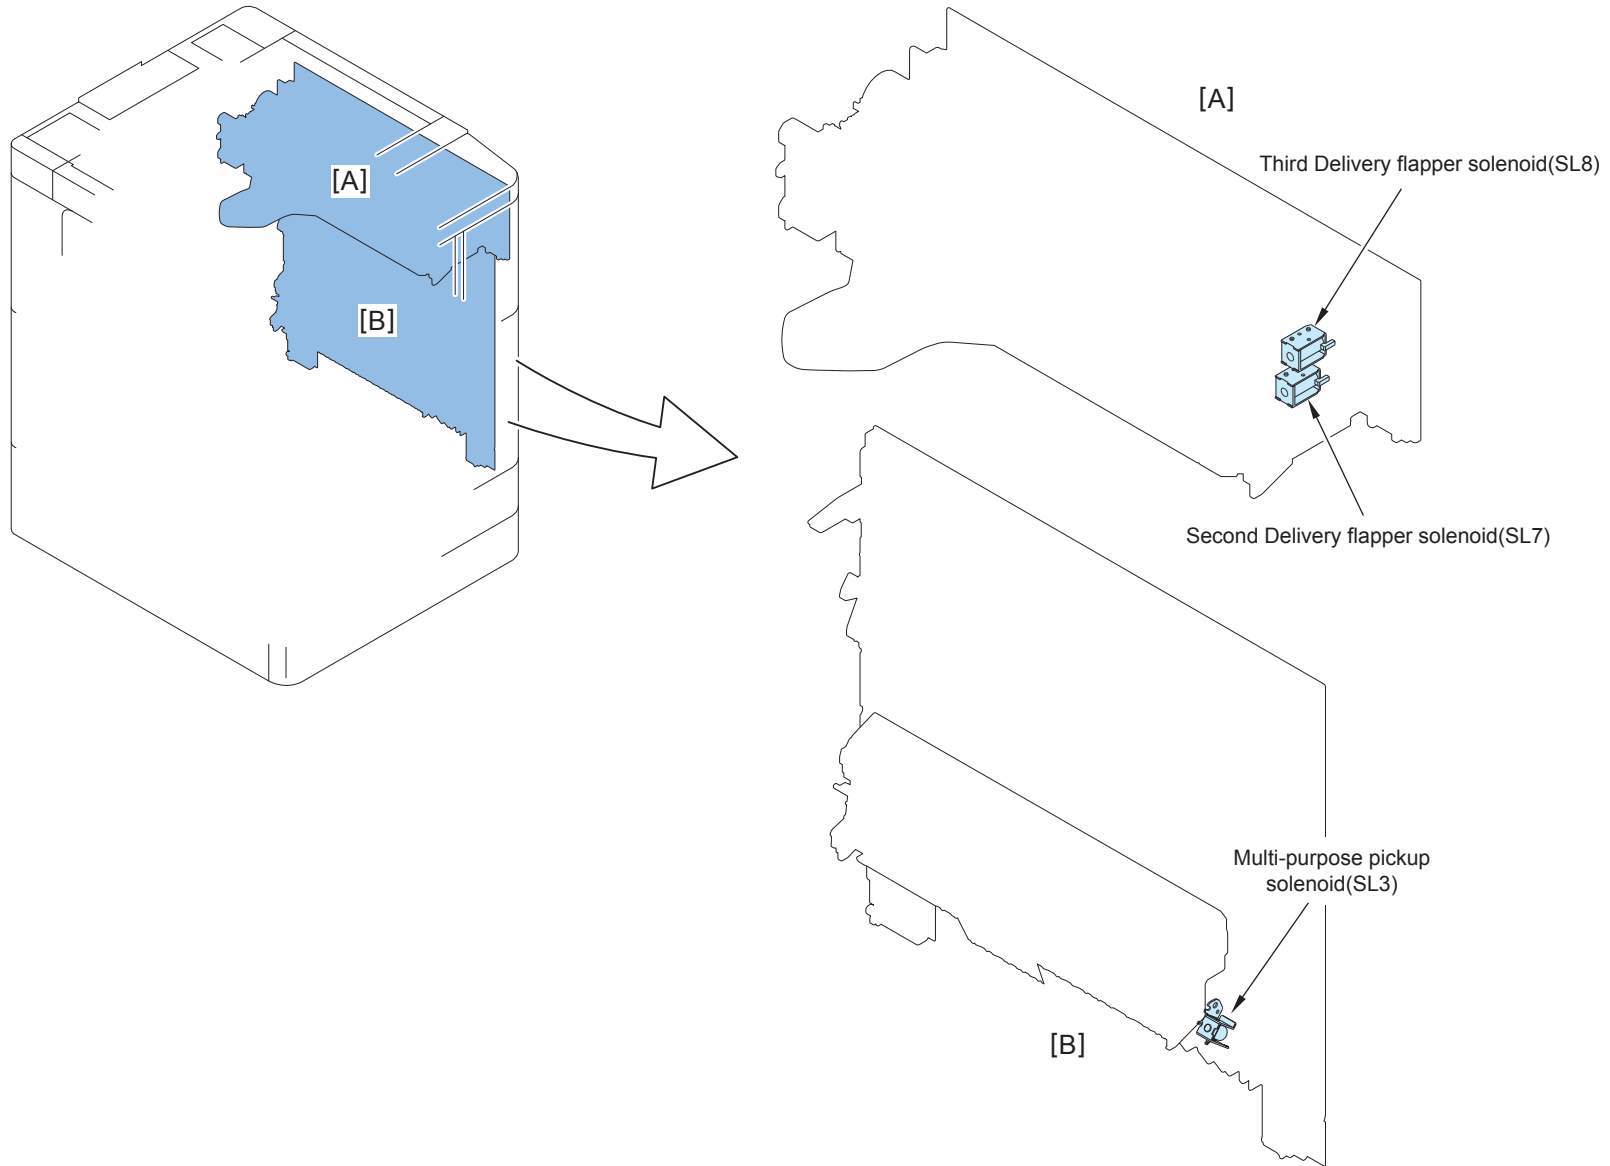 [A]
[B]
[A]
Third Delivery flapper solenoid(SL8)
Second Delivery flapper solenoid(SL7)
Multi-purpose pickup
solenoid(SL3)
[B]